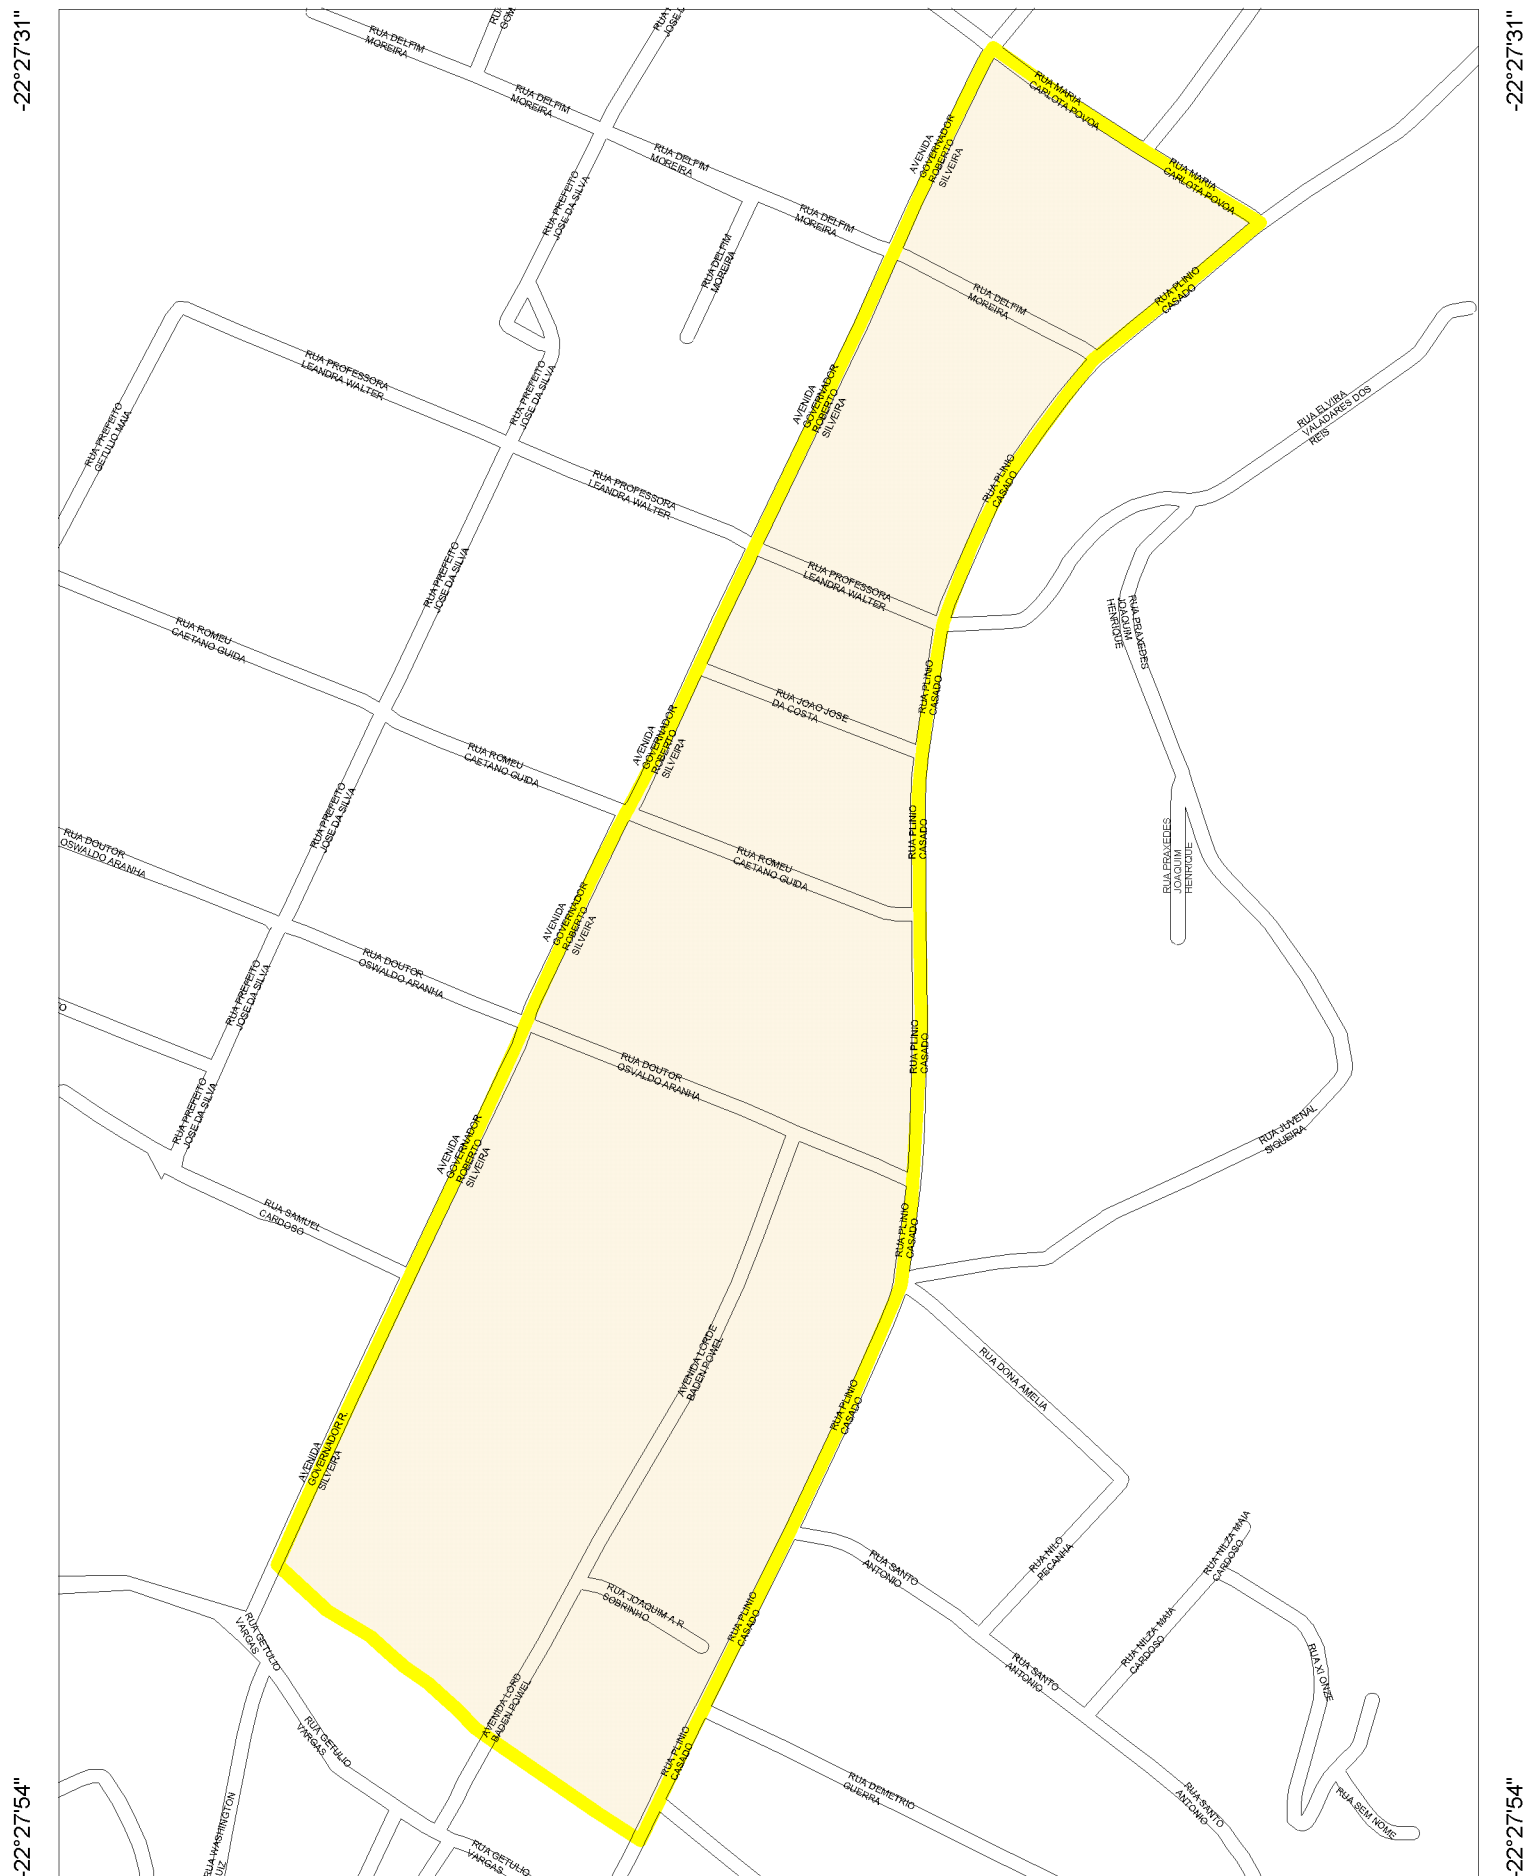 -22°27'31"
-22°27'31"
RUA DELFIM
MOREIRA
RUA DELFIM
MOREIRA
RUA DELFIM
MOREIRA
RUA DELFIM
MOREIRA
RUA DELFIM
MOREIRA
RUA DELFIM
MOREIRA
RUA MARIA
CARLOTA POVOA
RUA MARIA
CARLOTA POVOA
AVENIDA
GOVERNADOR
ROBERTO
SILVEIRA
RUA PREFEITO
JOSE DA SILVA
RUA PLINIO
CASADO
RUA PROFESSORA
LEANDRA WALTER
RUA PREFEITO
JOSE DA SILVA
AVENIDA
GOVERNADOR
ROBERTO
SILVEIRA
RUA ELVIRA
VALADARES DOS
REIS
RUA PREFEITO
GETULIO MAIA
RUA PROFESSORA
LEANDRA WALTER
RUA PLINIO
CASADO
RUA PREFEITO
JOSE DA SILVA
RUA PROFESSORA
LEANDRA WALTER
RUA PRAXEDES
JOAQUIM
HENRIQUE
RUA ROMEU
CAETANO GUIDA
RUA PLINIO
CASADO
RUA JOAO JOSE
DA COSTA
AVENIDA
GOVERNADOR
ROBERTO
SILVEIRA
RUA ROMEU
CAETANO GUIDA
RUA PREFEITO
JOSE DA SILVA
RUA PLINIO
CASADO
RUA DOUTOR
OSWALDO ARANHA
RUA ROMEU
CAETANO GUIDA
RUA PRAXEDES
JOAQUIM
HENRIQUE
AVENIDA
GOVERNADOR
ROBERTO
SILVEIRA
RUA DOUTOR
OSWALDO ARANHA
RUA PREFEITO
JOSE DA SILVA
RUA PLINIO
CASADO
RUA DOUTOR
OSVALDO ARANHA
RUA PREFEITO
JOSE DA SILVA
AVENIDA
GOVERNADOR
ROBERTO
SILVEIRA
RUA JUVENAL
SIQUEIRA
RUA SAMUEL
CARDOSO
RUA PLINIO
CASADO
AVENIDA LORDE
BADEN POWEL
RUA DONA AMELIA
RUA PLINIO
CASADO
AVENIDA
GOVERNADOR R.
SILVEIRA
RUA SANTO
ANTONIO
RUA NILO
PECANHA
RUA NILZA MAIA
CARDOSO
RUA JOAQUIM A R
SOBRINHO
RUA PLINIO
CASADO
RUA GETULIO
VARGAS
RUA NILZA MAIA
CARDOSO
RUA SANTO
ANTONIO
RUA XI ONZE
AVENIDA LORD
BADEN POWEL
RUA GETULIO
VARGAS
RUA PLINIO
CASADO
RUA DEMETRIO
GUERRA
RUA SANTO
ANTONIO
RUA SEM NOME
RUA WASHINGTON
LUIZ
RUA GETULIO
VARGAS
-22°27'54"
-22°27'54"